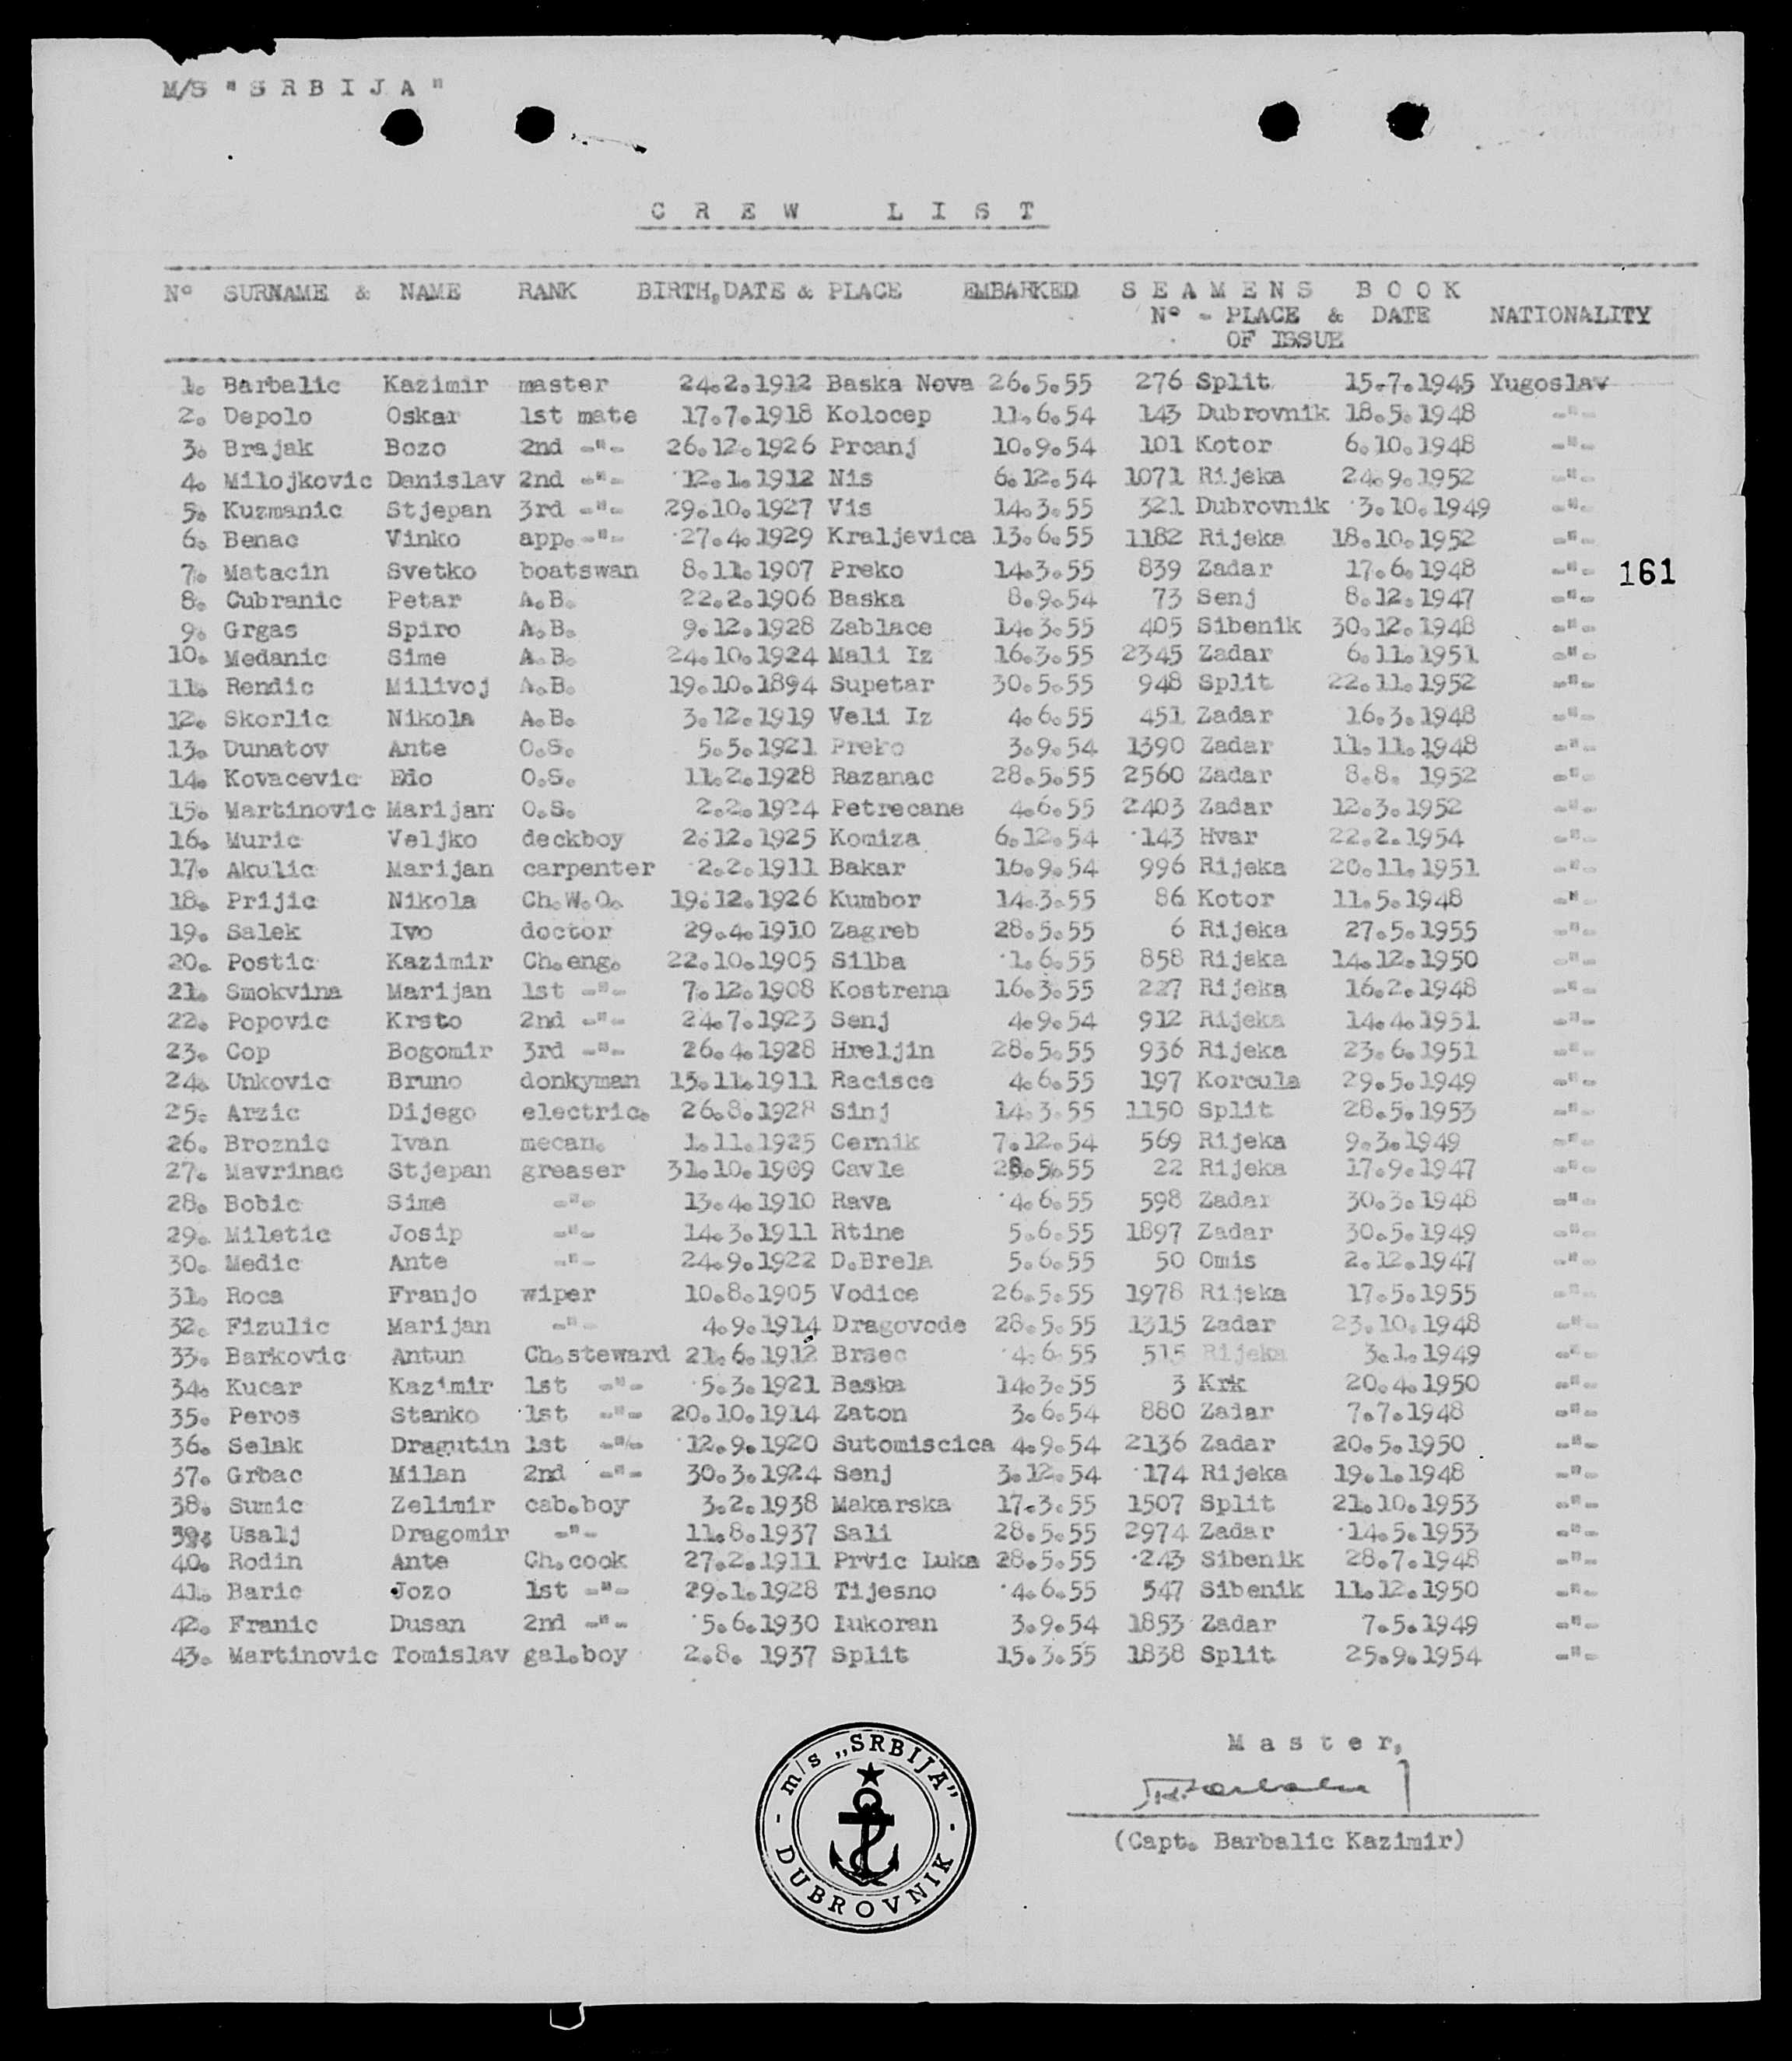 M/S "S R B I J A"
C R E W   L I S T
Nº SURNAME & NAME RANK BIRTH,DATE & PLACE EMBARKED S E A M E N S B O O K
Nº - PLACE & DATE NATIONALITY
OF ISSUE
1. Barbalic Kazimir master 24.2.1912 Baska Nova 26.5.55 276 Split 15.7.1945 Yugoslav
2. Depolo Oskar 1st mate 17.7.1918 Kolocep 11.6.54 143 Dubrovnik 18.5.1948 -"-
3. Brajak Bozo 2nd -"- 26.12.1926 Prcanj 10.9.54 101 Kotor 6.10.1948 -"-
4. Milojkovic Danislav 2nd -"- 12.1.1912 Nis 6.12.54 1071 Rijeka 24.9.1952 -"-
5. Kuzmanic Stjepan 3rd -"- 29.10.1927 Vis 14.3.55 321 Dubrovnik 3.10.1949 -"-
6. Benac Vinko app.-"- 27.4.1929 Kraljevica 13.6.55 1182 Rijeka 18.10.1952 -"-
7. Matacin Svetko boatswan 8.11.1907 Preko 14.3.55 839 Zadar 17.6.1948 -"- 161
8. Cubranic Petar A.B. 22.2.1906 Baska 8.9.54 73 Senj 8.12.1947 -"-
9. Grgas Spiro A.B. 9.12.1928 Zablace 14.3.55 405 Sibenik 30.12.1948 -"-
10. Medanic Sime A.B. 24.10.1924 Mali Iz 16.3.55 2345 Zadar 6.11.1951 -"-
11. Rendic Milivoj A.B. 19.10.1894 Supetar 30.5.55 948 Split 22.11.1952 -"-
12. Skorlic Nikola A.B. 3.12.1919 Veli Iz 4.6.55 451 Zadar 16.3.1948 -"-
13. Dunatov Ante O.S. 5.5.1921 Preko 3.9.54 1390 Zadar 11.11.1948 -"-
14. Kovacevic Edo O.S. 11.2.1928 Razanac 28.5.55 2560 Zadar 8.8. 1952 -"-
15. Martinovic Marijan O.S. 2.2.1924 Petrecane 4.6.55 2403 Zadar 12.3.1952 -"-
16. Muric Veljko deckboy 2.12.1925 Komiza 6.12.54 143 Hvar 22.2.1954 -"-
17. Akulic Marijan carpenter 2.2.1911 Bakar 16.9.54 996 Rijeka 20.11.1951 -"-
18. Prijic Nikola Ch.W.O. 19.12.1926 Kumbor 14.3.55 86 Kotor 11.5.1948 -"-
19. Salek Ivo doctor 29.4.1910 Zagreb 28.5.55 6 Rijeka 27.5.1955 -"-
20. Postic Kazimir Ch.eng. 22.10.1905 Silba 1.6.55 858 Rijeka 14.12.1950 -"-
21. Smokvina Marijan 1st -"- 7.12.1908 Kostrena 16.3.55 227 Rijeka 16.2.1948 -"-
22. Popovic Krsto 2nd -"- 24.7.1923 Senj 4.9.54 912 Rijeka 14.4.1951 -"-
23. Cop Bogomir 3rd -"- 26.4.1928 Hreljin 28.5.55 936 Rijeka 23.6.1951 -"-
24. Unkovic Bruno donkyman 15.11.1911 Racisce 4.6.55 197 Korcula 29.5.1949 -"-
25. Arzic Dijego electric. 26.8.1928 Sinj 14.3.55 1150 Split 28.5.1953 -"-
26. Broznic Ivan mecan. 1.11.1925 Cernik 7.12.54 569 Rijeka 9.3.1949 -"-
27. Mavrinac Stjepan greaser 31.10.1909 Cavle 28.5.55 22 Rijeka 17.9.1947 -"-
28. Bobic Sime -"- 13.4.1910 Rava 4.6.55 598 Zadar 30.3.1948 -"-
29. Miletic Josip -"- 14.3.1911 Rtine 5.6.55 1897 Zadar 30.5.1949 -"-
30. Medic Ante -"- 24.9.1922 D.Brela 5.6.55 50 Omis 2.12.1947 -"-
31. Roca Franjo wiper 10.8.1905 Vodice 26.5.55 1978 Rijeka 17.5.1955 -"-
32. Fizulic Marijan -"- 4.9.1914 Dragovode 28.5.55 1315 Zadar 23.10.1948 -"-
33. Barkovic Antun Ch.steward 21.6.1912 Brsec 4.6.55 515 Rijeka 3.1.1949 -"-
34. Kucar Kazimir 1st -"- 5.3.1921 Baska 14.3.55 3 Krk 20.4.1950 -"-
35. Peros Stanko 1st -"- 20.10.1914 Zaton 3.6.54 880 Zadar 7.7.1948 -"-
36. Selak Dragutin 1st -"- 12.9.1920 Sutomiscica 4.9.54 2136 Zadar 20.5.1950 -"-
37. Grbac Milan 2nd -"- 30.3.1924 Senj 3.12.54 174 Rijeka 19.1.1948 -"-
38. Sumic Zelimir cab.boy 3.2.1938 Makarska 17.3.55 1507 Split 21.10.1953 -"-
39. Usalj Dragomir -"- 11.8.1937 Sali 28.5.55 2974 Zadar 14.5.1953 -"-
40. Rodin Ante Ch.cook 27.2.1911 Prvic Luka 28.5.55 243 Sibenik 28.7.1948 -"-
41. Baric Jozo 1st -"- 29.1.1928 Tijesno 4.6.55 547 Sibenik 11.12.1950 -"-
42. Franic Dusan 2nd -"- 5.6.1930 Lukoran 3.9.54 1853 Zadar 7.5.1949 -"-
43. Martinovic Tomislav gal.boy 2.8. 1937 Split 15.3.55 1838 Split 25.9.1954 -"-
M a s t e r,
(Capt. Barbalic Kazimir)
- m/s „SRBIJA" -
DUBROVNIK